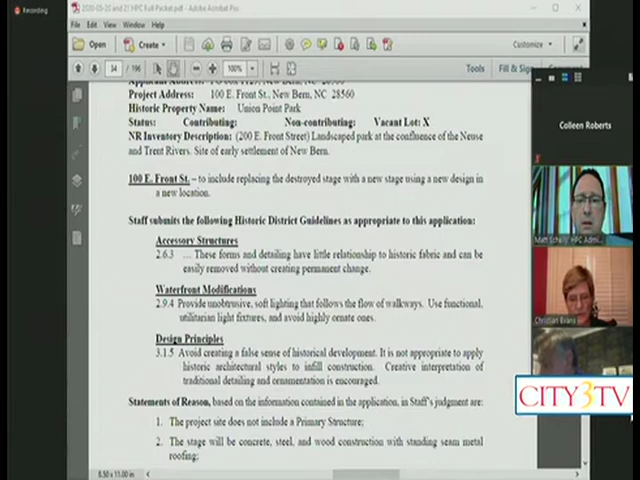 Recording
2020-05-20 and 21 HPC Full Packet.pdf - Adobe Acrobat Pro
File Edit View Window Help
Open Create Customize
34 / 196 100% Tools Fill & Sign
Project Address: 100 E. Front St., New Bern, NC 28560
Historic Property Name: Union Point Park
Status: Contributing: Non-contributing: Vacant Lot: X
NR Inventory Description: (200 E. Front Street) Landscaped park at the confluence of the Neuse
and Trent Rivers. Site of early settlement of New Bern.
100 E. Front St. – to include replacing the destroyed stage with a new stage using a new design in
a new location.
Staff submits the following Historic District Guidelines as appropriate to this application:
Accessory Structures
2.6.3 … These forms and detailing have little relationship to historic fabric and can be
easily removed without creating permanent change.
Waterfront Modifications
2.9.4 Provide unobtrusive, soft lighting that follows the flow of walkways. Use functional,
utilitarian light fixtures, and avoid highly ornate ones.
Design Principles
3.1.5 Avoid creating a false sense of historical development. It is not appropriate to apply
historic architectural styles to infill construction. Creative interpretation of
traditional detailing and ornamentation is encouraged.
Statements of Reason, based on the information contained in the application, in Staff's judgment are:
1. The project site does not include a Primary Structure;
2. The stage will be concrete, steel, and wood construction with standing seam metal
roofing;
8.50 x 11.00 in
Colleen Roberts
Matt Schelly, HPC Admi...
Christian Evans
CITY3TV